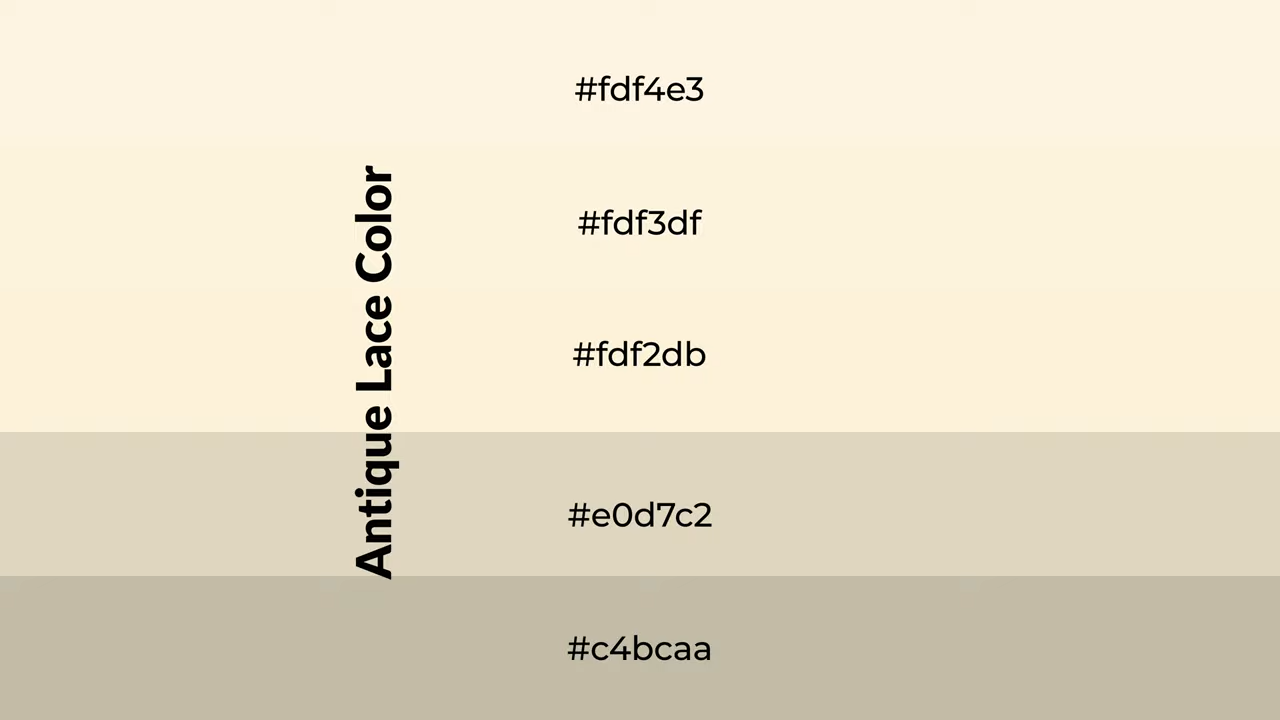 Antique Lace Color
#fdf4e3
#fdf3df
#fdf2db
#e0d7c2
#c4bcaa